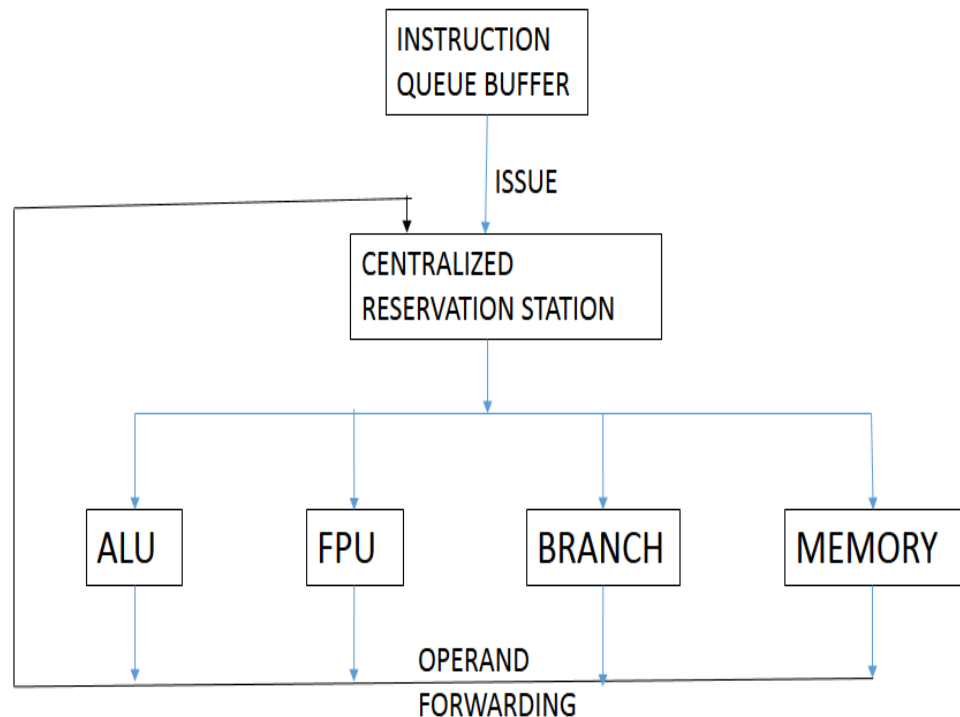 INSTRUCTION
QUEUE BUFFER
ISSUE
CENTRALIZED
RESERVATION STATION
ALU
FPU
BRANCH
MEMORY
OPERAND
FORWARDING